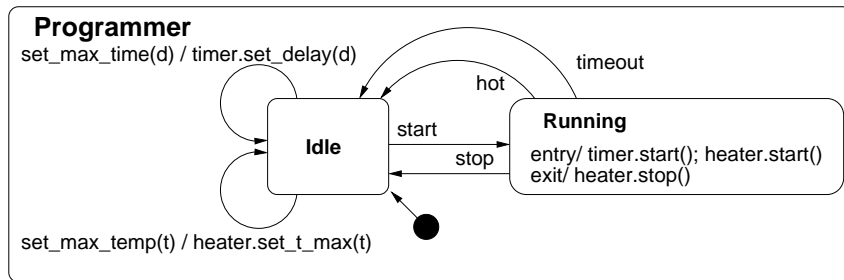 Programmer
set_max_time(d) / timer.set_delay(d)
timeout
hot
Idle
start
stop
Running
entry/ timer.start(); heater.start()
exit/ heater.stop()
set_max_temp(t) / heater.set_t_max(t)